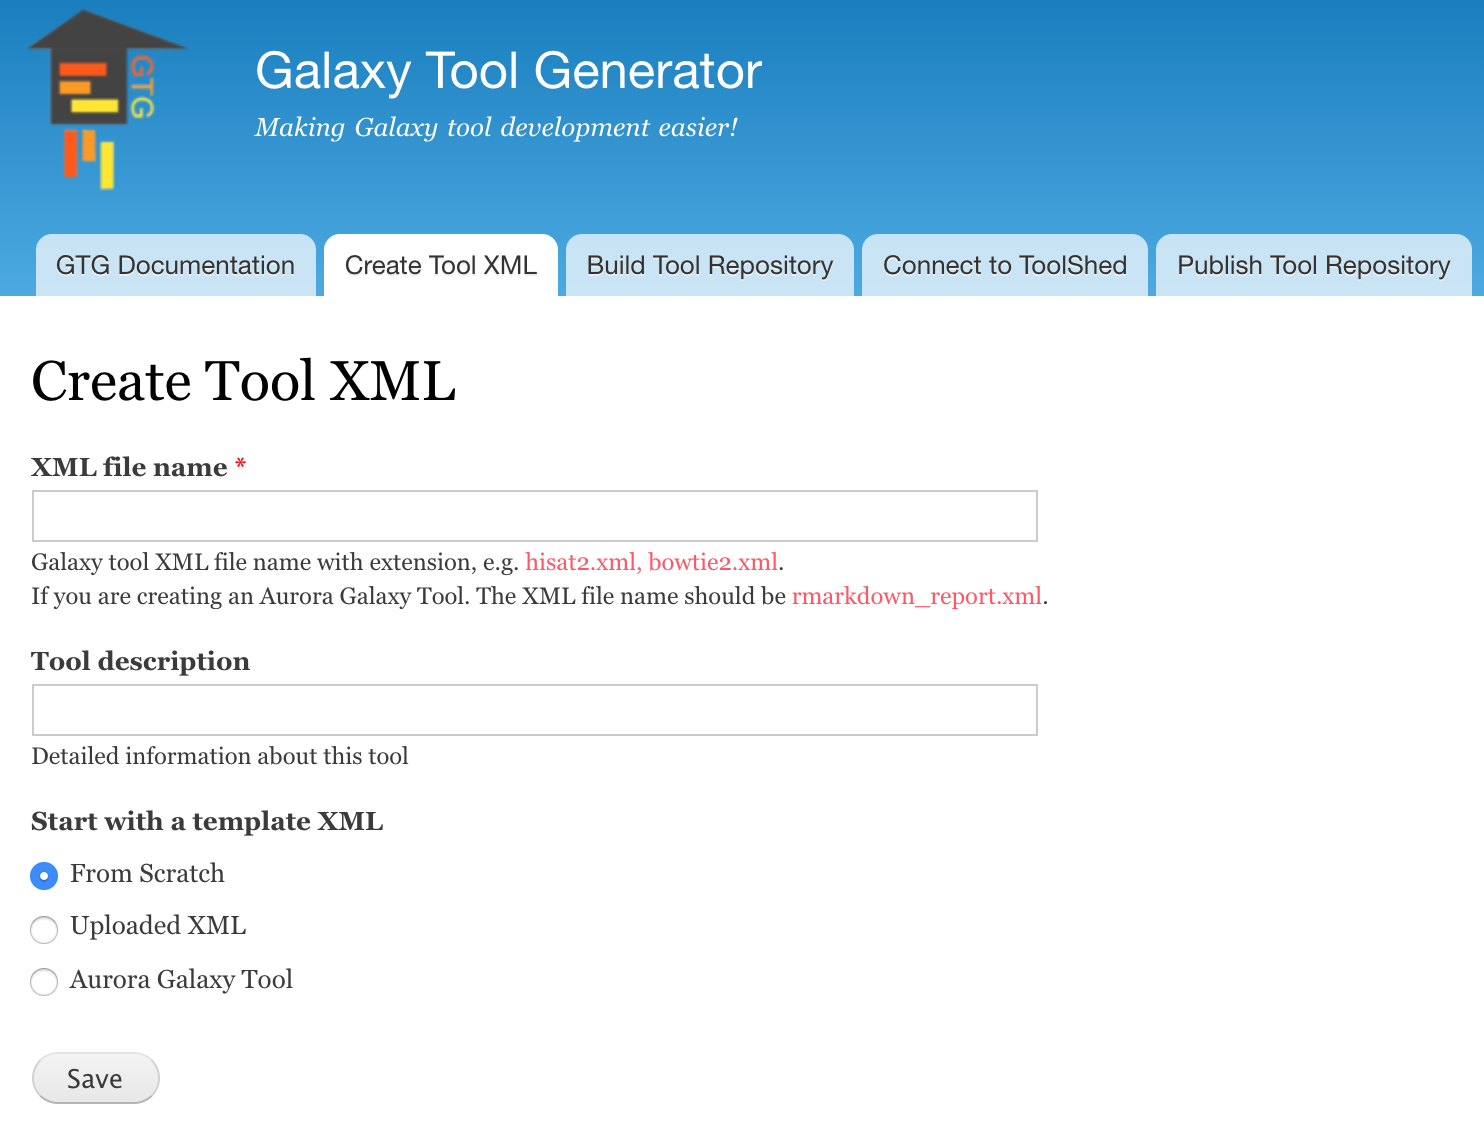 GTG
Galaxy Tool Generator
Making Galaxy tool development easier!
GTG Documentation
Create Tool XML
Build Tool Repository
Connect to ToolShed
Publish Tool Repository
Create Tool XML
XML file name *
Galaxy tool XML file name with extension, e.g. hisat2.xml, bowtie2.xml.
If you are creating an Aurora Galaxy Tool. The XML file name should be rmarkdown_report.xml.
Tool description
Detailed information about this tool
Start with a template XML
From Scratch
Uploaded XML
Aurora Galaxy Tool
Save